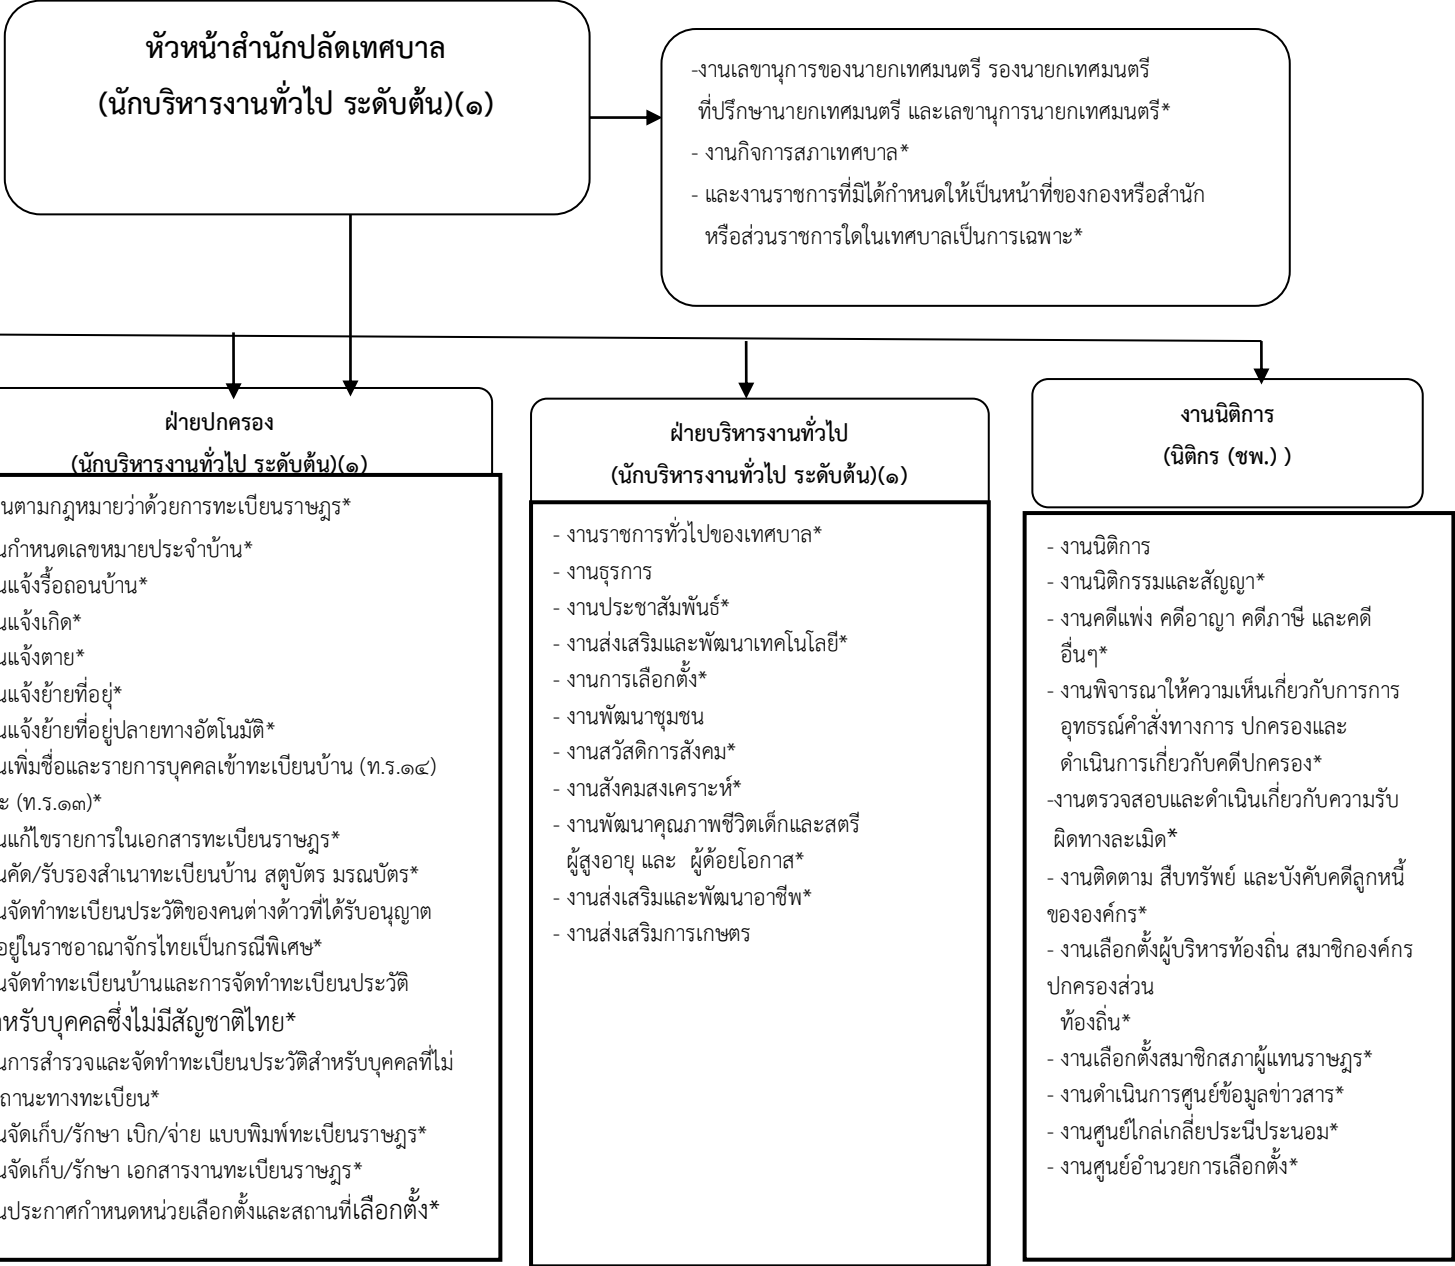 หัวหน้าสำนักปลัดเทศบาล
(นักบริหารงานทั่วไป ระดับต้น)(๑)
-งานเลขานุการของนายกเทศมนตรี รองนายกเทศมนตรี
ที่ปรึกษานายกเทศมนตรี และเลขานุการนายกเทศมนตรี*
- งานกิจการสภาเทศบาล*
- และงานราชการที่มิได้กำหนดให้เป็นหน้าที่ของกองหรือสำนัก
หรือส่วนราชการใดในเทศบาลเป็นการเฉพาะ*
ฝ่ายปกครอง
(นักบริหารงานทั่วไป ระดับต้น)(๑)
นตามกฎหมายว่าด้วยการทะเบียนราษฎร*
นกำหนดเลขหมายประจำบ้าน*
นแจ้งรื้อถอนบ้าน*
นแจ้งเกิด*
นแจ้งตาย*
นแจ้งย้ายที่อยู่*
นแจ้งย้ายที่อยู่ปลายทางอัตโนมัติ*
นเพิ่มชื่อและรายการบุคคลเข้าทะเบียนบ้าน (ท.ร.๑๔)
ะ (ท.ร.๑๓)*
นแก้ไขรายการในเอกสารทะเบียนราษฎร*
นคัด/รับรองสำเนาทะเบียนบ้าน สตูบัตร มรณบัตร*
นจัดทำทะเบียนประวัติของคนต่างด้าวที่ได้รับอนุญาต
อยู่ในราชอาณาจักรไทยเป็นกรณีพิเศษ*
นจัดทำทะเบียนบ้านและการจัดทำทะเบียนประวัติ
หรับบุคคลซึ่งไม่มีสัญชาติไทย*
นการสำรวจและจัดทำทะเบียนประวัติสำหรับบุคคลที่ไม่
ถานะทางทะเบียน*
นจัดเก็บ/รักษา เบิก/จ่าย แบบพิมพ์ทะเบียนราษฎร*
นจัดเก็บ/รักษา เอกสารงานทะเบียนราษฎร*
นประกาศกำหนดหน่วยเลือกตั้งและสถานที่เลือกตั้ง*
ฝ่ายบริหารงานทั่วไป
(นักบริหารงานทั่วไป ระดับต้น)(๑)
- งานราชการทั่วไปของเทศบาล*
- งานธุรการ
- งานประชาสัมพันธ์*
- งานส่งเสริมและพัฒนาเทคโนโลยี*
- งานการเลือกตั้ง*
- งานพัฒนาชุมชน
- งานสวัสดิการสังคม*
- งานสังคมสงเคราะห์*
- งานพัฒนาคุณภาพชีวิตเด็กและสตรี
ผู้สูงอายุ และ ผู้ด้อยโอกาส*
- งานส่งเสริมและพัฒนาอาชีพ*
- งานส่งเสริมการเกษตร
งานนิติการ
(นิติกร (ชพ.) )
- งานนิติการ
- งานนิติกรรมและสัญญา*
- งานคดีแพ่ง คดีอาญา คดีภาษี และคดี
อื่นๆ*
- งานพิจารณาให้ความเห็นเกี่ยวกับการการ
อุทธรณ์คำสั่งทางการ ปกครองและ
ดำเนินการเกี่ยวกับคดีปกครอง*
-งานตรวจสอบและดำเนินเกี่ยวกับความรับ
ผิดทางละเมิด*
- งานติดตาม สืบทรัพย์ และบังคับคดีลูกหนี้
ขององค์กร*
- งานเลือกตั้งผู้บริหารท้องถิ่น สมาชิกองค์กร
ปกครองส่วน
ท้องถิ่น*
- งานเลือกตั้งสมาชิกสภาผู้แทนราษฎร*
- งานดำเนินการศูนย์ข้อมูลข่าวสาร*
- งานศูนย์ไกล่เกลี่ยประนีประนอม*
- งานศูนย์อำนวยการเลือกตั้ง*